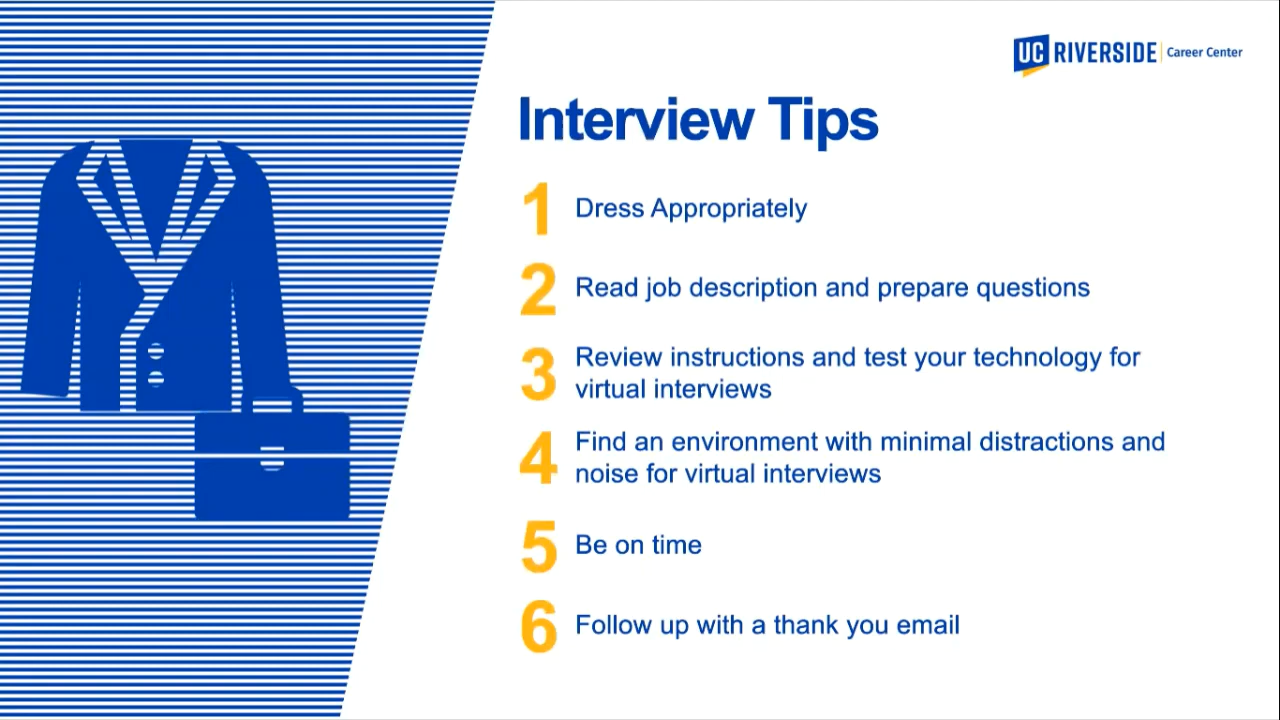 UC RIVERSIDE Career Center
Interview Tips
1 Dress Appropriately
2 Read job description and prepare questions
3 Review instructions and test your technology for
virtual interviews
4 Find an environment with minimal distractions and
noise for virtual interviews
5 Be on time
6 Follow up with a thank you email